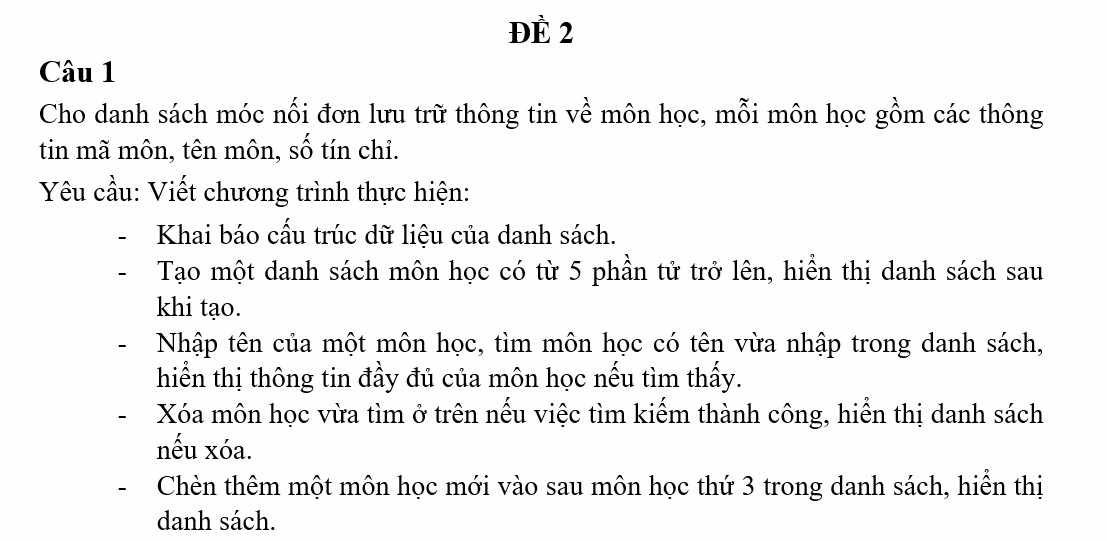 ĐỀ 2
Câu 1
Cho danh sách móc nối đơn lưu trữ thông tin về môn học, mỗi môn học gồm các thông
tin mã môn, tên môn, số tín chỉ.
Yêu cầu: Viết chương trình thực hiện:
- Khai báo cấu trúc dữ liệu của danh sách.
- Tạo một danh sách môn học có từ 5 phần tử trở lên, hiển thị danh sách sau
khi tạo.
- Nhập tên của một môn học, tìm môn học có tên vừa nhập trong danh sách,
hiển thị thông tin đầy đủ của môn học nếu tìm thấy.
- Xóa môn học vừa tìm ở trên nếu việc tìm kiếm thành công, hiển thị danh sách
nếu xóa.
- Chèn thêm một môn học mới vào sau môn học thứ 3 trong danh sách, hiển thị
danh sách.